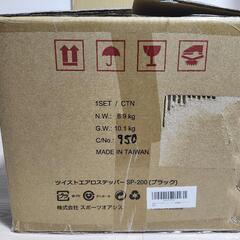 1SET / CTN
N.W.: 8.9 kg
G.W.: 10.1 kg
C/No.: 950
MADE IN TAIWAN
ツイストエアロステッパー SP-200 (ブラック)
株式会社 スポーツオアシス